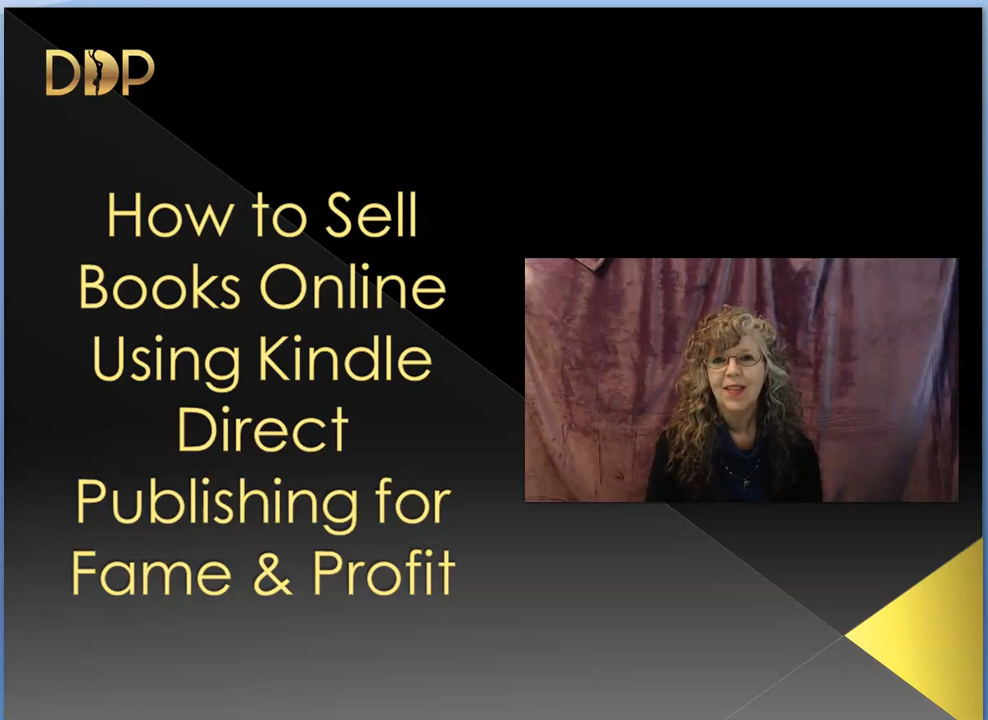 DDP
How to Sell
Books Online
Using Kindle
Direct
Publishing for
Fame & Profit